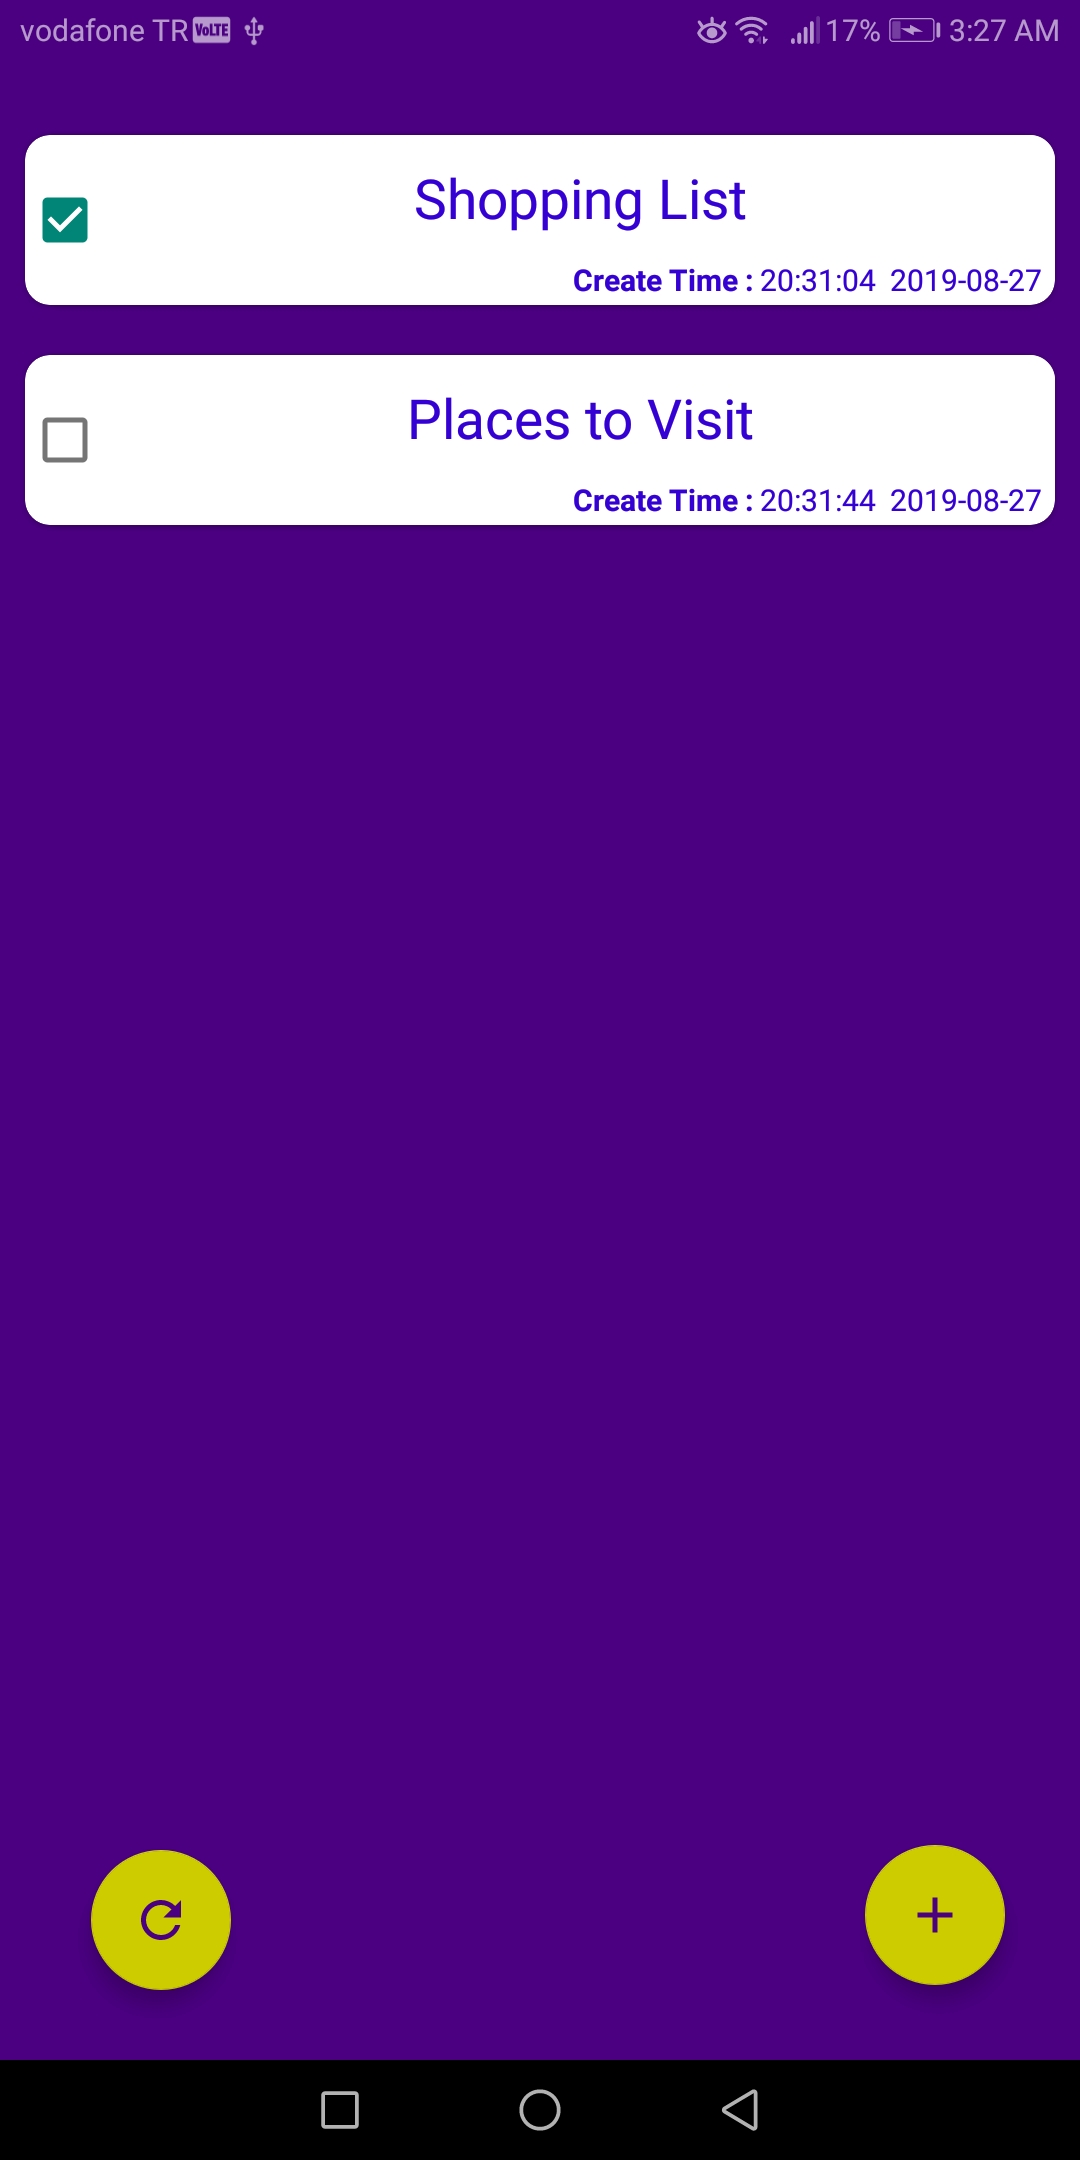 vodafone TR VoLTE 17% 3:27 AM
Shopping List
Create Time : 20:31:04 2019-08-27
Places to Visit
Create Time : 20:31:44 2019-08-27